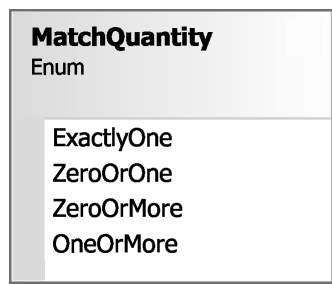 MatchQuantity
Enum
ExactlyOne
ZeroOrOne
ZeroOrMore
OneOrMore